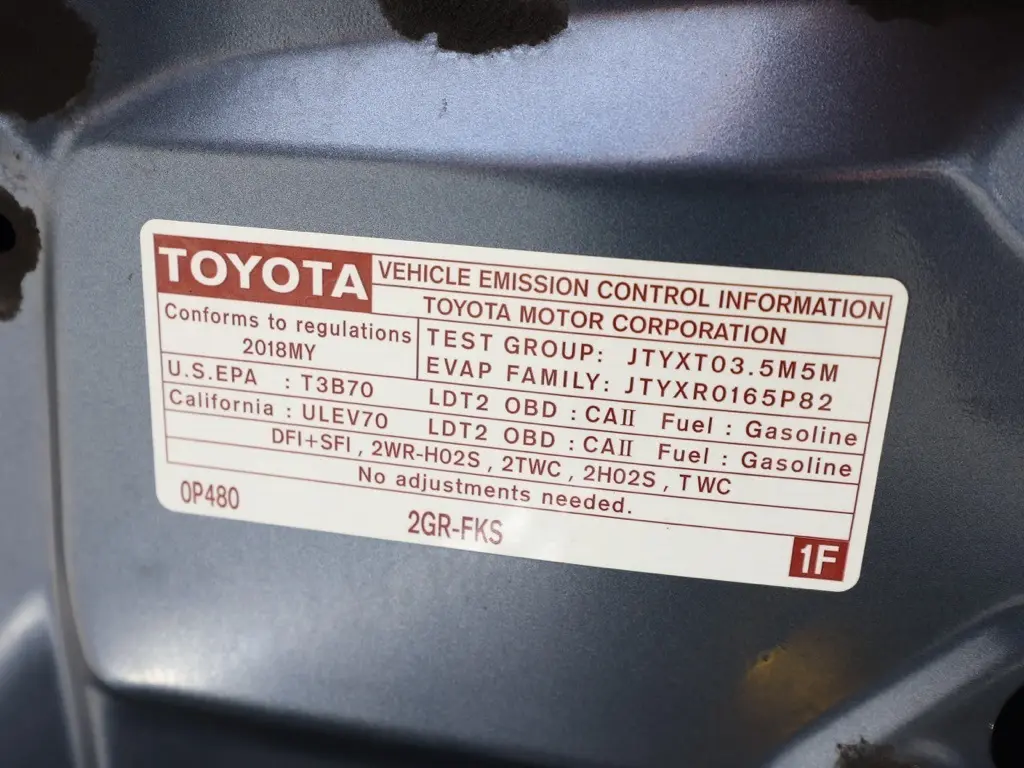 TOYOTA VEHICLE EMISSION CONTROL INFORMATION
TOYOTA MOTOR CORPORATION
Conforms to regulations
2018MY
TEST GROUP: JTYXT03.5M5M
EVAP FAMILY: JTYXR0165P82
U.S.EPA : T3B70 LDT2 OBD : CAII Fuel : Gasoline
California : ULEV70 LDT2 OBD : CAII Fuel : Gasoline
DFI+SFI , 2WR-HO2S , 2TWC , 2HO2S , TWC
No adjustments needed.
0P480 2GR-FKS 1F